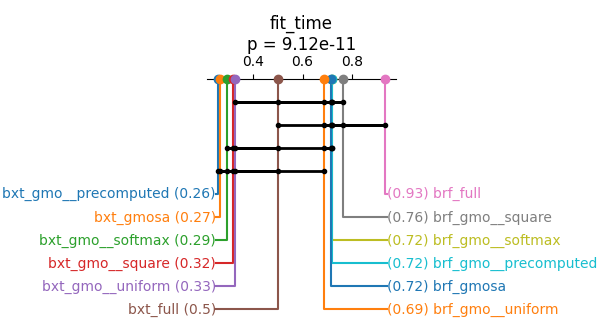 fit_time
p = 9.12e-11
0.4 0.6 0.8
bxt_gmo__precomputed (0.26) (0.93) brf_full
bxt_gmosa (0.27) (0.76) brf_gmo__square
bxt_gmo__softmax (0.29) (0.72) brf_gmo__softmax
bxt_gmo__square (0.32) (0.72) brf_gmo__precomputed
bxt_gmo__uniform (0.33) (0.72) brf_gmosa
bxt_full (0.5) (0.69) brf_gmo__uniform